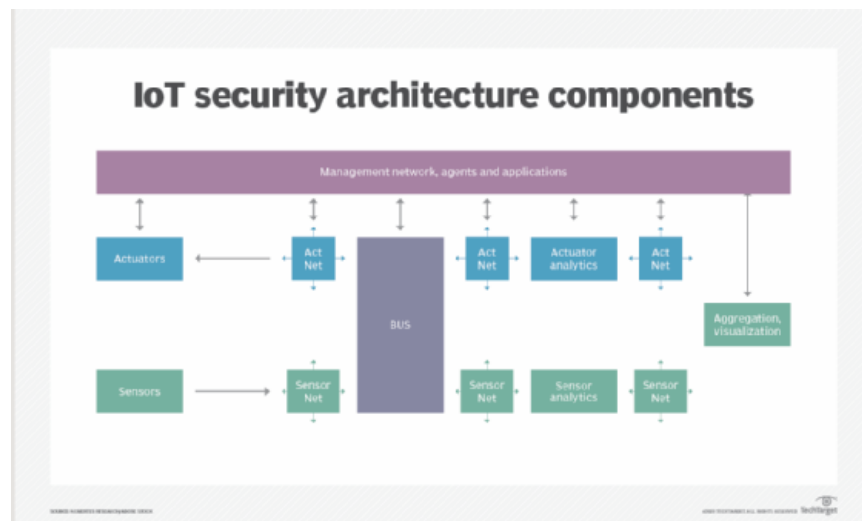 IoT security architecture components
Management network, agents and applications
Actuators
Act
Net
BUS
Act
Net
Actuator
analytics
Act
Net
Aggregation,
visualization
Sensors
Sensor
Net
Sensor
Net
Sensor
analytics
Sensor
Net
TechTarget